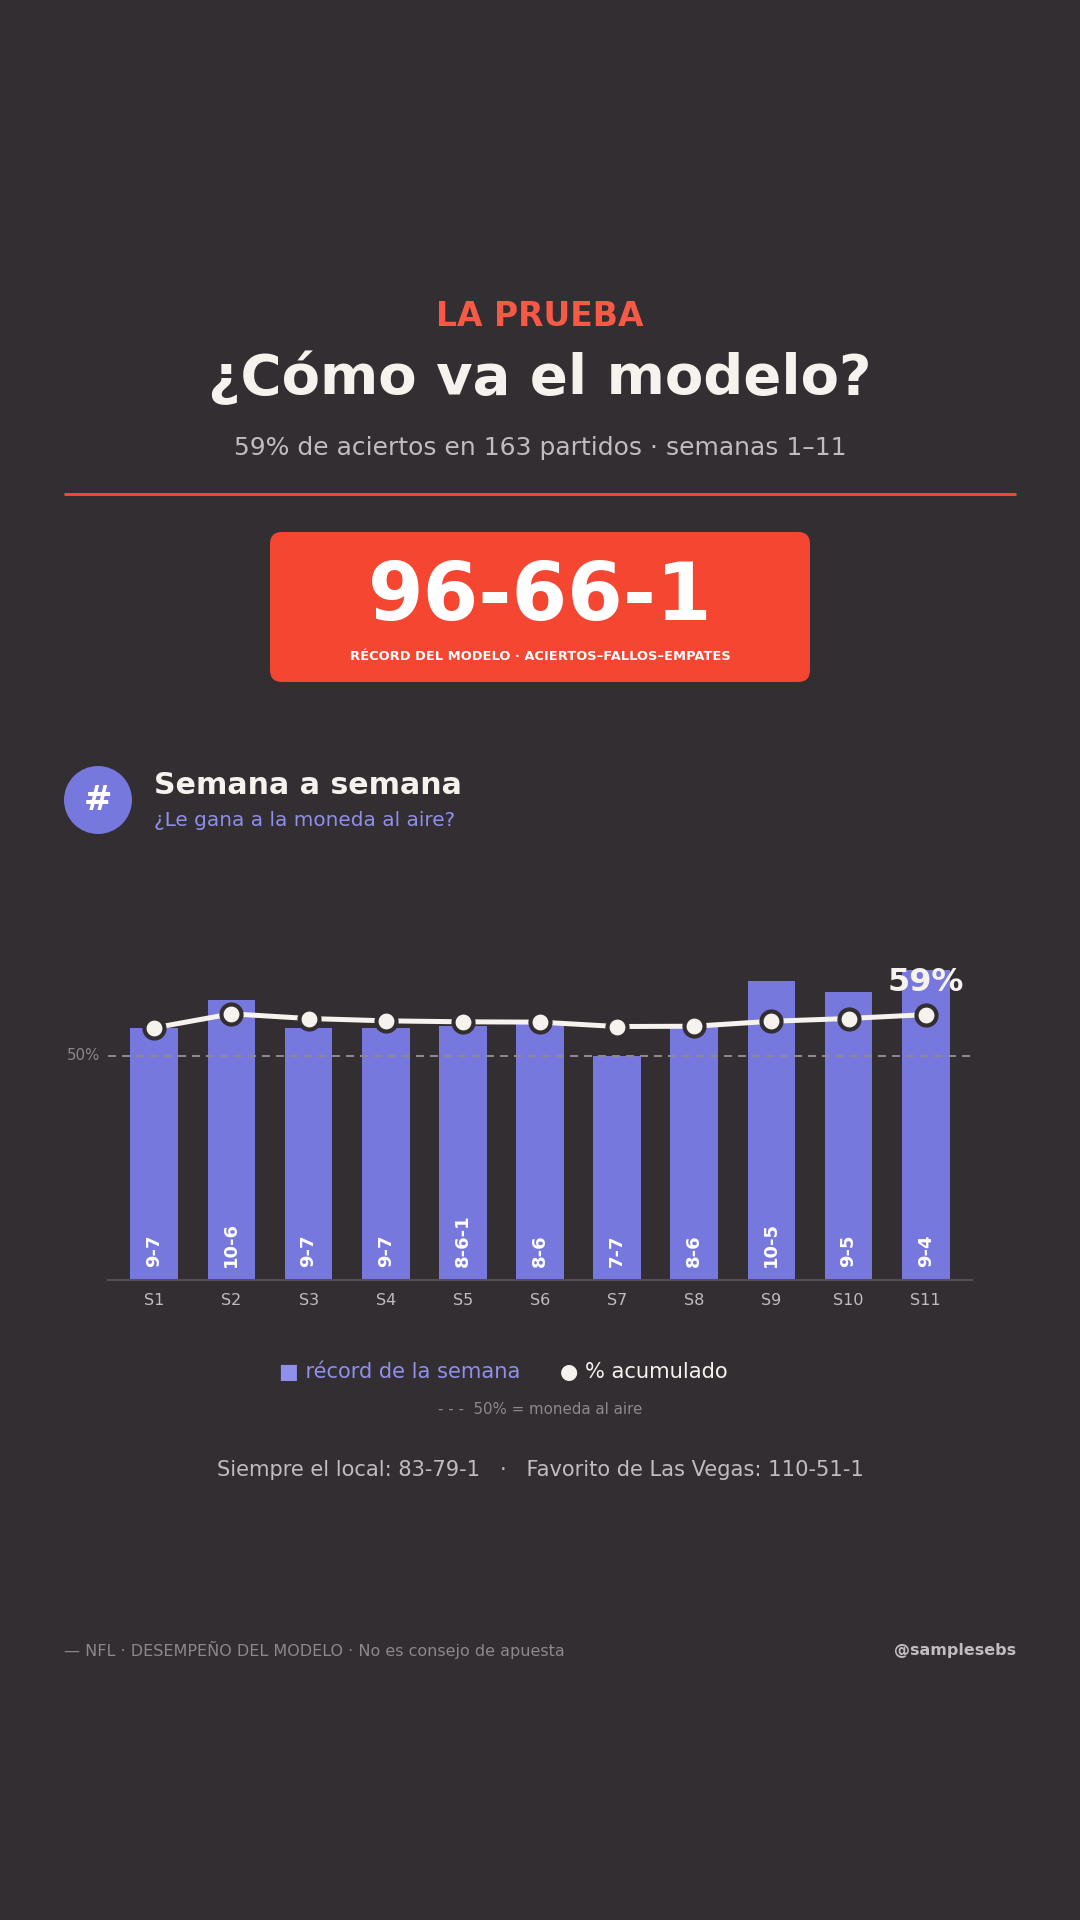 LA PRUEBA
¿Cómo va el modelo?
59% de aciertos en 163 partidos · semanas 1–11
96-66-1
RÉCORD DEL MODELO · ACIERTOS–FALLOS–EMPATES
#
Semana a semana
¿Le gana a la moneda al aire?
59%
50%
9-7 10-6 9-7 9-7 8-6-1 8-6 7-7 8-6 10-5 9-5 9-4
S1 S2 S3 S4 S5 S6 S7 S8 S9 S10 S11
■ récord de la semana ● % acumulado
- - - 50% = moneda al aire
Siempre el local: 83-79-1 · Favorito de Las Vegas: 110-51-1
— NFL · DESEMPEÑO DEL MODELO · No es consejo de apuesta @samplesebs